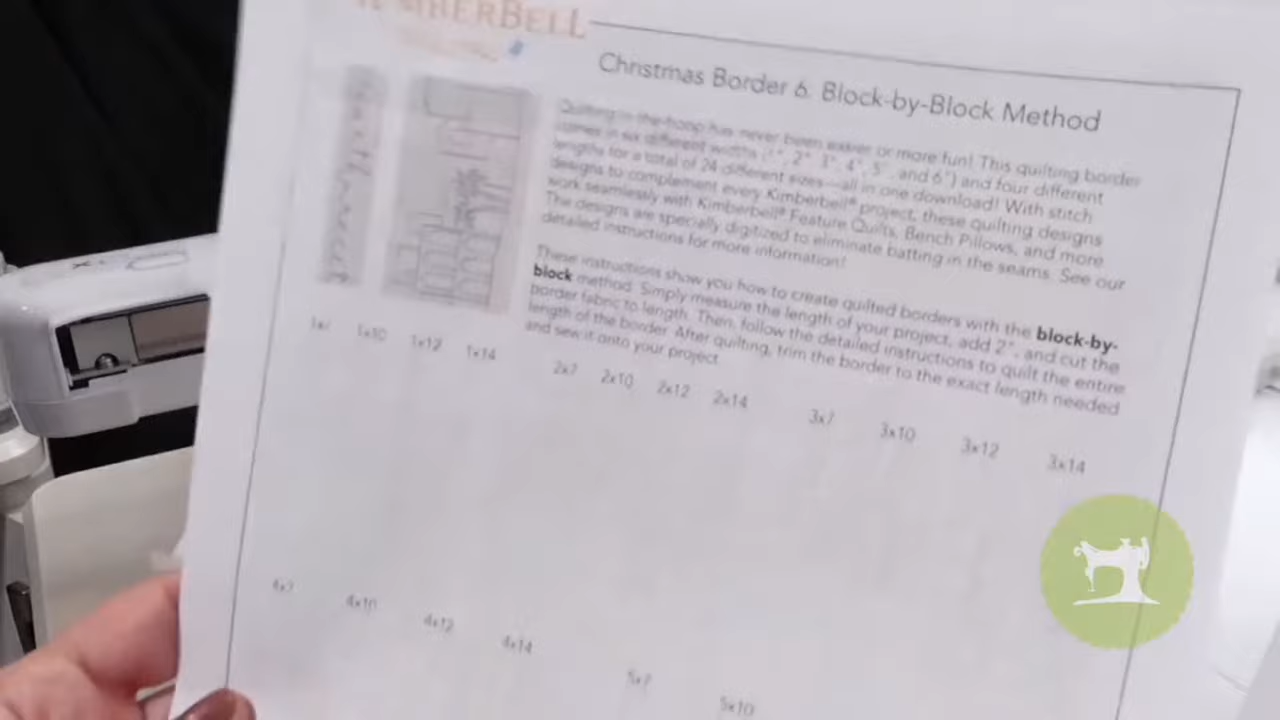 KIMBERBELL
Christmas Border 6. Block-by-Block Method
Quilting in-the-hoop has never been easier or more fun! This quilting border
comes in six different widths (1", 2", 3", 4", 5", and 6") and four different
lengths for a total of 24 different sizes—all in one download! With stitch
designs to complement every Kimberbell® project, these quilting designs
work seamlessly with Kimberbell® Feature Quilts, Bench Pillows, and more.
The designs are specially digitized to eliminate batting in the seams. See our
detailed instructions for more information!
These instructions show you how to create quilted borders with the block-by-
block method. Simply measure the length of your project, add 2", and cut the
border fabric to length. Then, follow the detailed instructions to quilt the entire
length of the border. After quilting, trim the border to the exact length needed
and sew it onto your project.
1x7 1x10 1x12 1x14
2x7 2x10 2x12 2x14
3x7 3x10 3x12 3x14
4x7 4x10 4x12 4x14
5x7 5x10